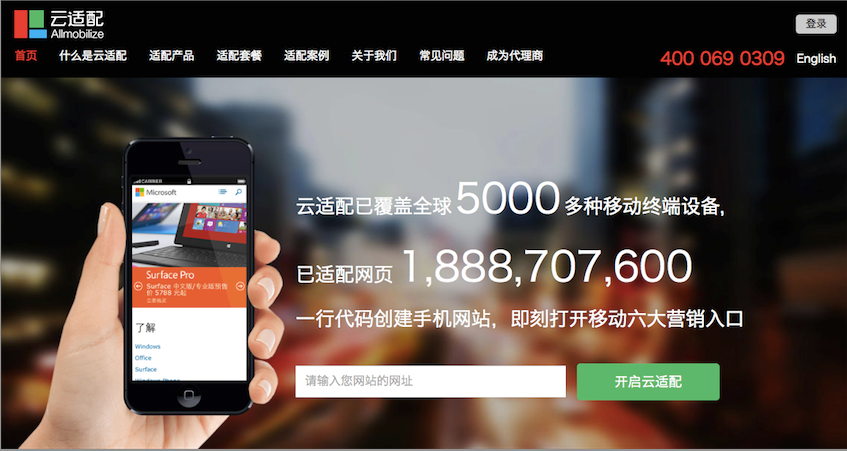 云适配
Allmobilize
登录
首页 什么是云适配 适配产品 适配套餐 适配案例 关于我们 常见问题 成为代理商
400 069 0309 English
Microsoft
Surface Pro
Surface 中文版/专业版预售
价 5788 元起
立即购买
了解
Windows
Office
Surface
Windows Phone
云适配已覆盖全球 5000 多种移动终端设备,
已适配网页 1,888,707,600
一行代码创建手机网站，即刻打开移动六大营销入口
请输入您网站的网址
开启云适配